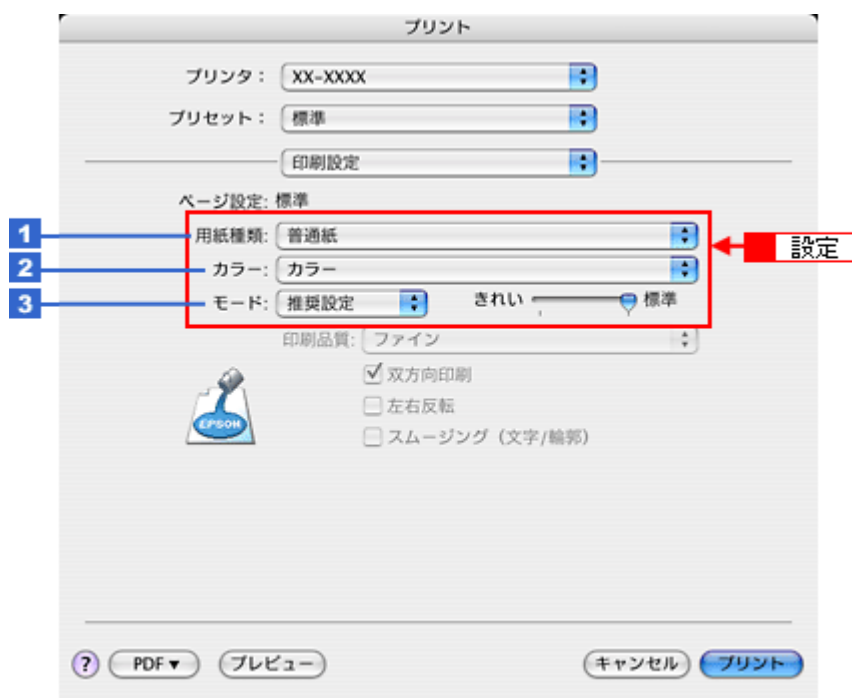 プリント
プリンタ： XX-XXXX
プリセット： 標準
印刷設定
ページ設定: 標準
1 用紙種類: 普通紙
設定
2 カラー: カラー
3 モード: 推奨設定 きれい 標準
印刷品質: ファイン
双方向印刷
左右反転
EPSON
スムージング（文字/輪郭）
? PDF▼ プレビュー キャンセル プリント